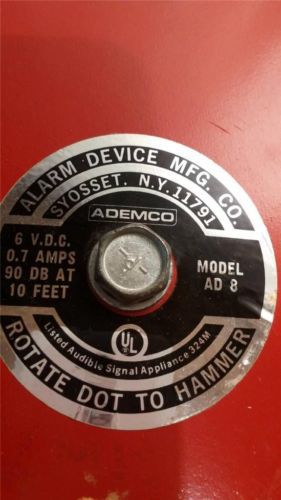 ALARM DEVICE MFG. CO.
SYOSSET, N.Y. 11791
ADEMCO
6 V.D.C.
0.7 AMPS
90 DB AT
10 FEET
MODEL
AD 8
UL
Listed Audible Signal Appliance 324M
ROTATE DOT TO HAMMER